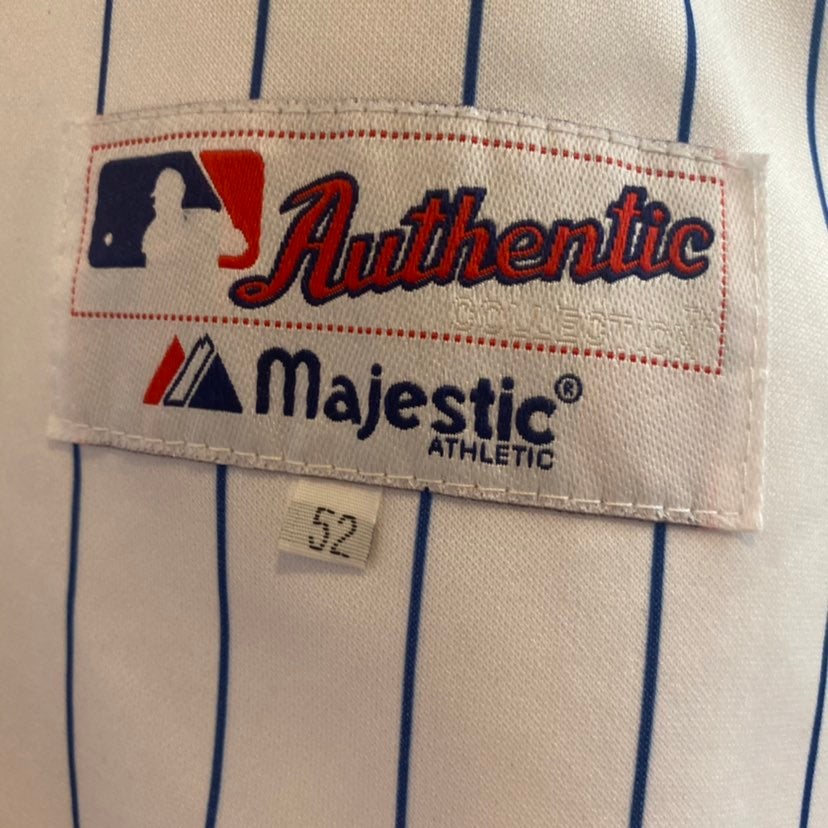 Authentic
COLLECTION
Majestic®
ATHLETIC
52